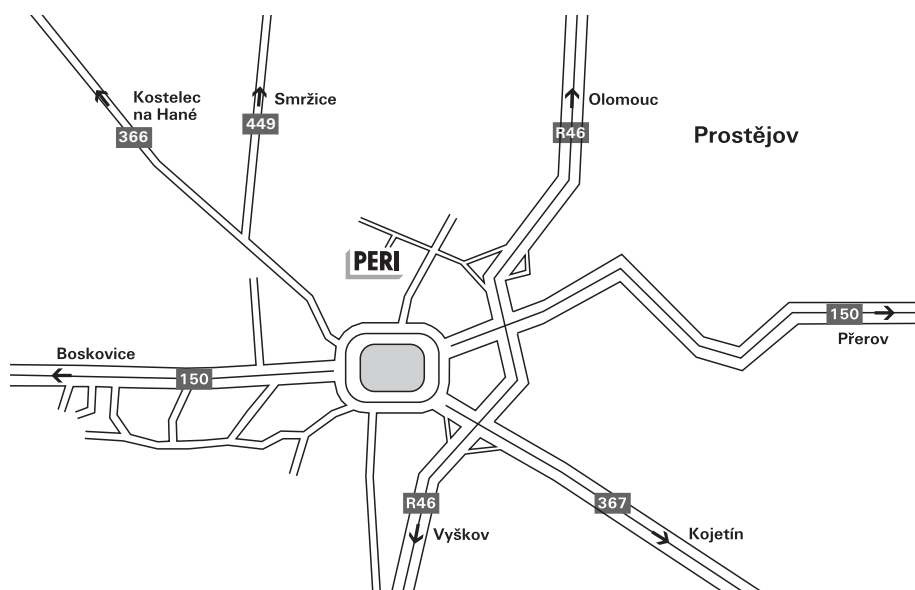 Kostelec
na Hané
366
Smržice
449
Olomouc
R46
Prostějov
PERI
150
Přerov
Boskovice
150
R46
Vyškov
367
Kojetín